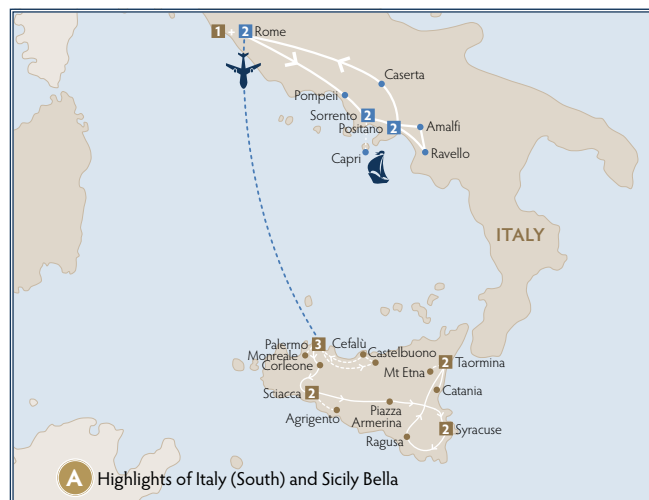 1 + 2 Rome
Caserta
Pompeii
Sorrento 2
Positano 2 Amalfi
Capri Ravello
ITALY
Palermo 3 Cefalù
Monreale Castelbuono
Corleone Mt Etna 2 Taormina
Sciacca 2 Catania
Agrigento Piazza
Armerina 2 Syracuse
Ragusa
A Highlights of Italy (South) and Sicily Bella